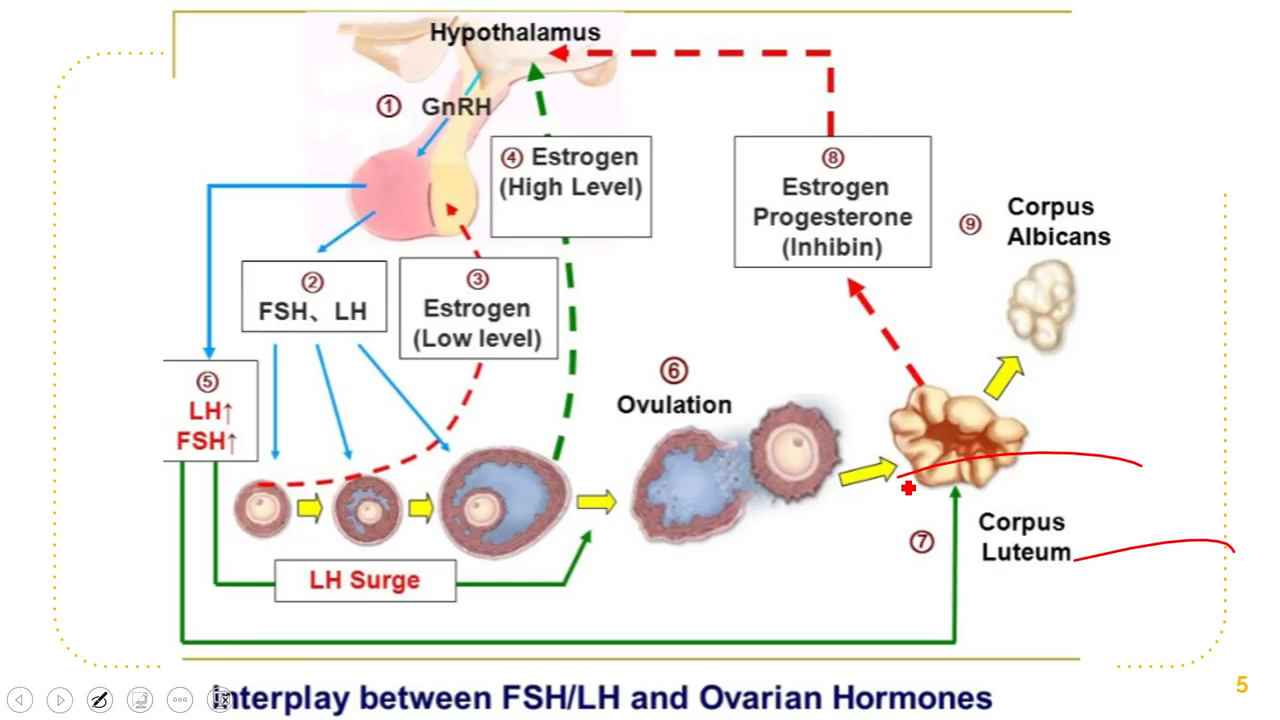 Hypothalamus
① GnRH
④ Estrogen
(High Level)
② 
FSH、LH
③
Estrogen
(Low level)
⑤
LH↑
FSH↑
⑥
Ovulation
⑧
Estrogen
Progesterone
(Inhibin)
⑨
Corpus
Albicans
⑦
Corpus
Luteum
LH Surge
5
Interplay between FSH/LH and Ovarian Hormones